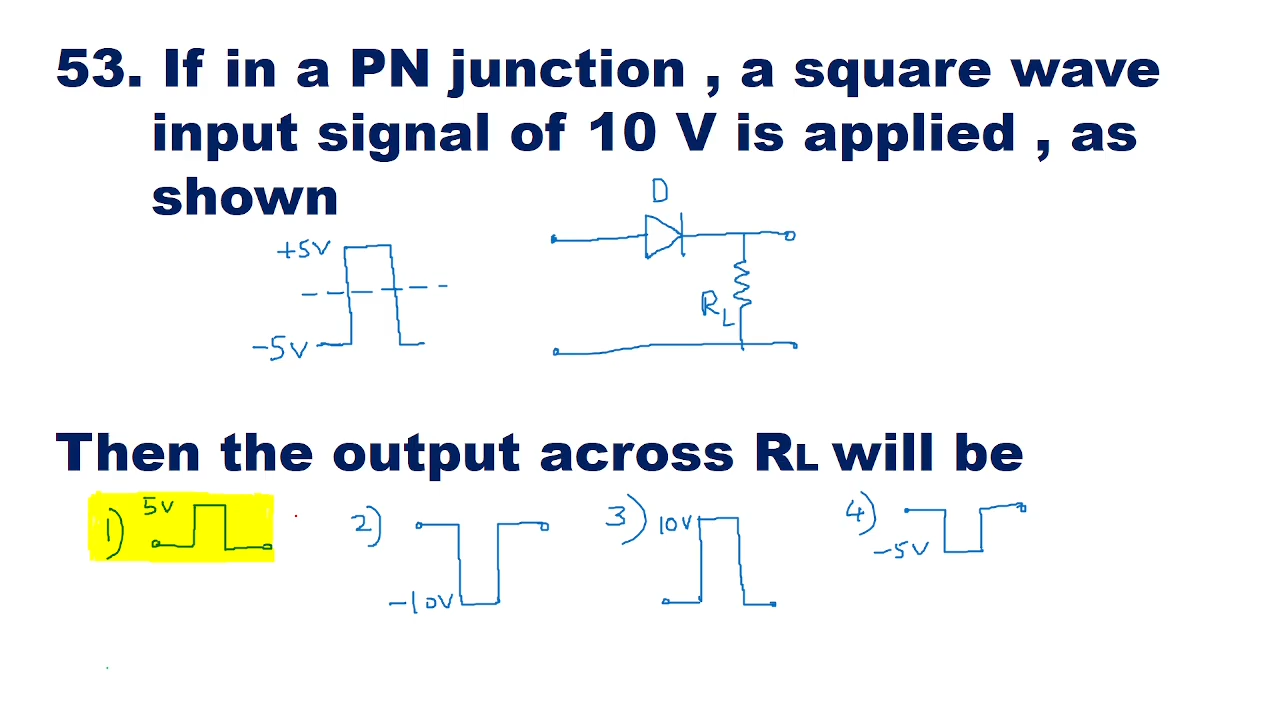 53. If in a PN junction , a square wave
input signal of 10 V is applied , as
shown
D
+5V
RL
-5V
Then the output across RL will be
1) 5V
2) -10V
3) 10V
4) -5V